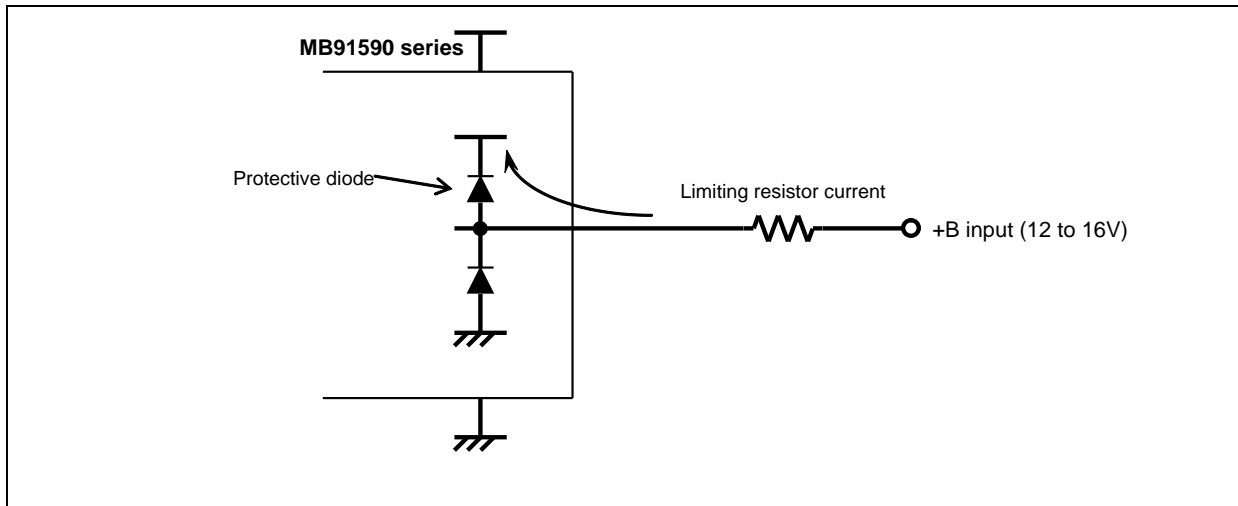 MB91590 series
Protective diode
Limiting resistor current
+B input (12 to 16V)